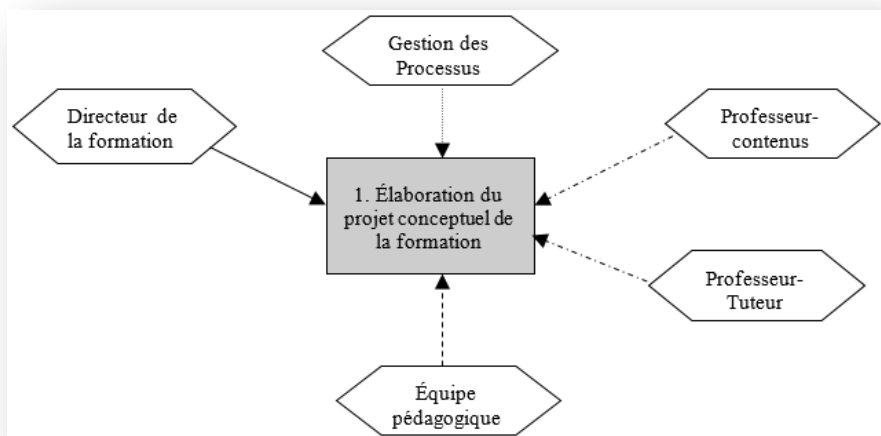 Gestion des
Processus
Directeur de
la formation
Professeur-
contenus
1. Élaboration du
projet conceptuel de
la formation
Professeur-
Tuteur
Équipe
pédagogique